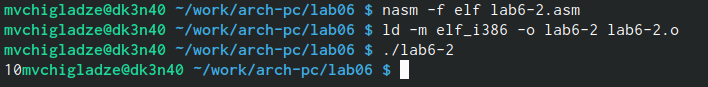 mvchigladze@dk3n40 ~/work/arch-pc/lab06 $ nasm -f elf lab6-2.asm
mvchigladze@dk3n40 ~/work/arch-pc/lab06 $ ld -m elf_i386 -o lab6-2 lab6-2.o
mvchigladze@dk3n40 ~/work/arch-pc/lab06 $ ./lab6-2
10mvchigladze@dk3n40 ~/work/arch-pc/lab06 $